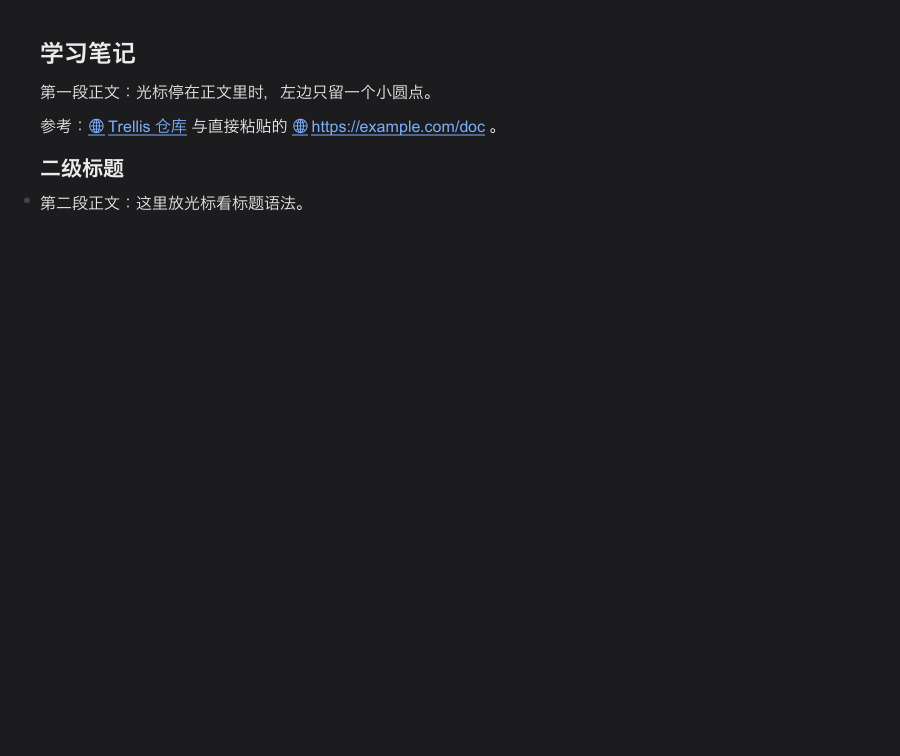 学习笔记
第一段正文：光标停在正文里时，左边只留一个小圆点。
参考：Trellis 仓库 与直接粘贴的 https://example.com/doc 。
二级标题
第二段正文：这里放光标看标题语法。